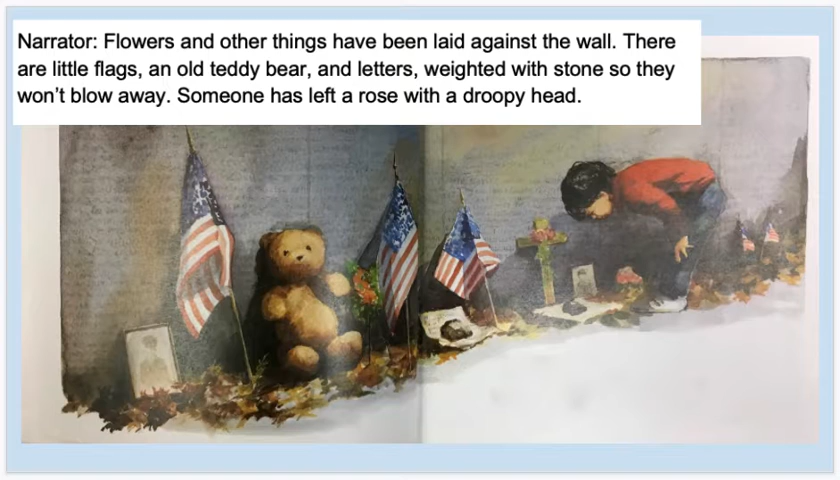 Narrator: Flowers and other things have been laid against the wall. There
are little flags, an old teddy bear, and letters, weighted with stone so they
won’t blow away. Someone has left a rose with a droopy head.